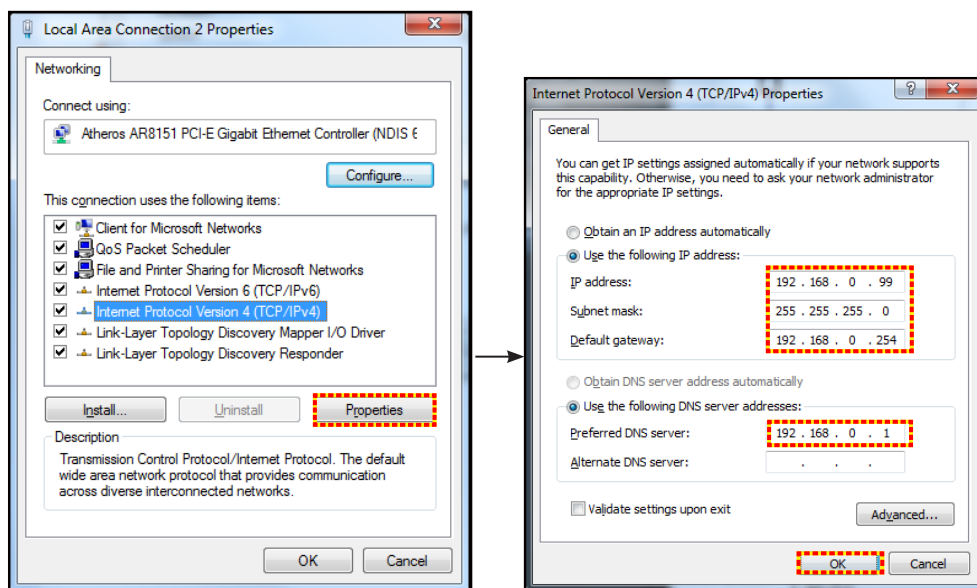 Local Area Connection 2 Properties
Networking
Connect using:
Atheros AR8151 PCI-E Gigabit Ethernet Controller (NDIS 6
Configure...
This connection uses the following items:
Client for Microsoft Networks
QoS Packet Scheduler
File and Printer Sharing for Microsoft Networks
Internet Protocol Version 6 (TCP/IPv6)
Internet Protocol Version 4 (TCP/IPv4)
Link-Layer Topology Discovery Mapper I/O Driver
Link-Layer Topology Discovery Responder
Install... Uninstall Properties
Description
Transmission Control Protocol/Internet Protocol. The default
wide area network protocol that provides communication
across diverse interconnected networks.
OK Cancel
Internet Protocol Version 4 (TCP/IPv4) Properties
General
You can get IP settings assigned automatically if your network supports
this capability. Otherwise, you need to ask your network administrator
for the appropriate IP settings.
Obtain an IP address automatically
Use the following IP address:
IP address: 192 . 168 . 0 . 99
Subnet mask: 255 . 255 . 255 . 0
Default gateway: 192 . 168 . 0 . 254
Obtain DNS server address automatically
Use the following DNS server addresses:
Preferred DNS server: 192 . 168 . 0 . 1
Alternate DNS server: . . .
Validate settings upon exit
Advanced...
OK Cancel